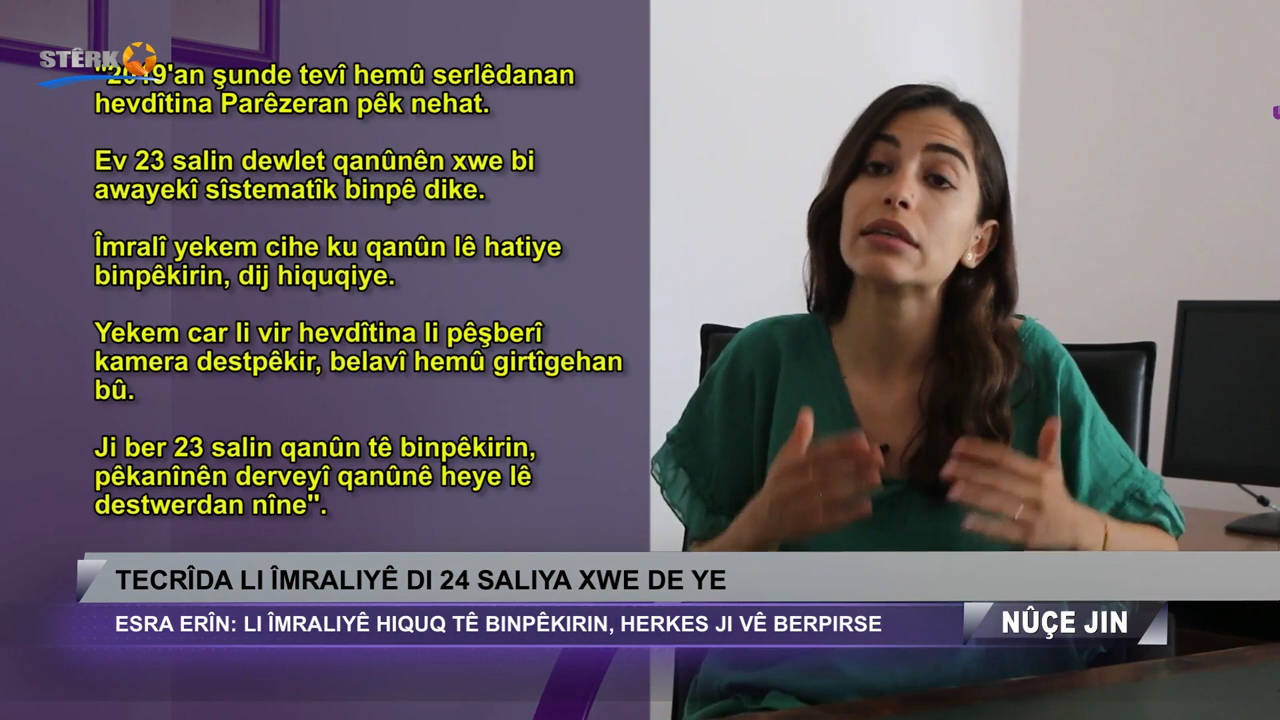 STÊRK
"2019'an şunde tevî hemû serlêdanan
hevdîtina Parêzeran pêk nehat.
Ev 23 salin dewlet qanûnên xwe bi
awayekî sîstematîk binpê dike.
Îmralî yekem cihe ku qanûn lê hatiye
binpêkirin, dij hiquqiye.
Yekem car li vir hevdîtina li pêşberî
kamera destpêkir, belavî hemû girtîgehan
bû.
Ji ber 23 salin qanûn tê binpêkirin,
pêkanînên derveyî qanûnê heye lê
destwerdan nîne".
TECRÎDA LI ÎMRALIYÊ DI 24 SALIYA XWE DE YE
ESRA ERÎN: LI ÎMRALIYÊ HIQUQ TÊ BINPÊKIRIN, HERKES JI VÊ BERPIRSE
NÛÇE JIN